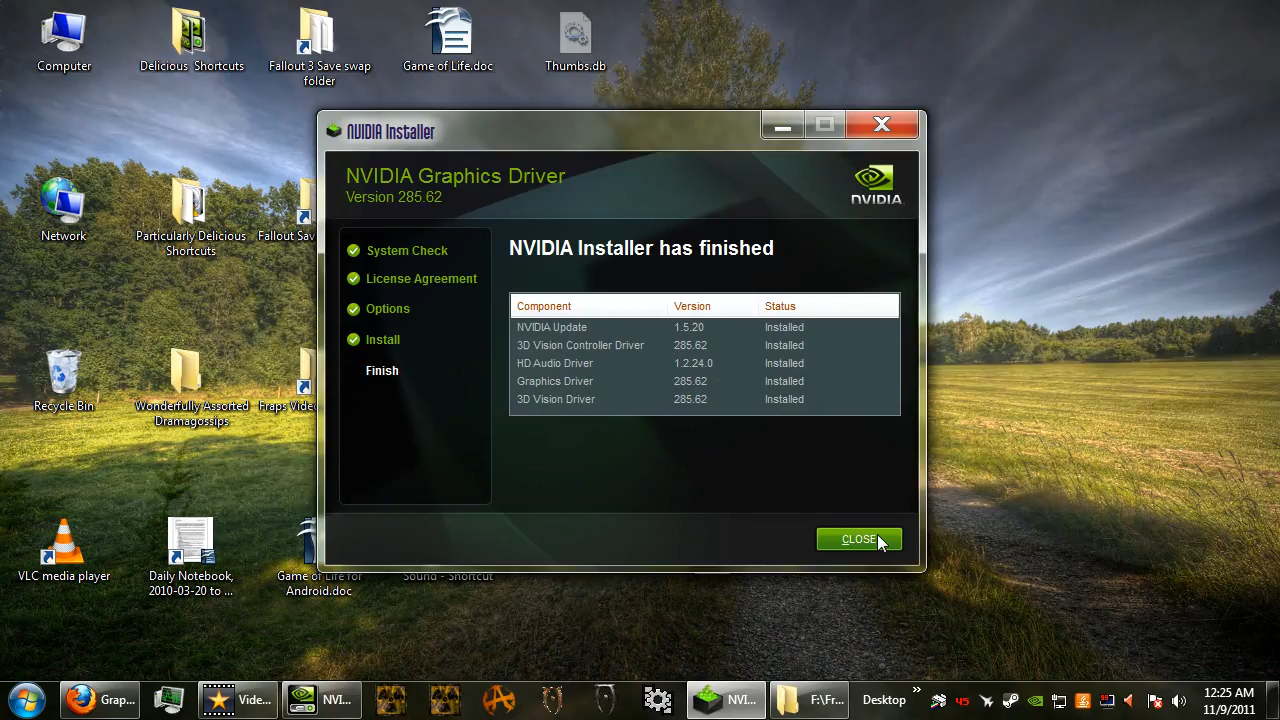 Computer
Delicious Shortcuts
Fallout 3 Save swap
folder
Game of Life.doc
Thumbs.db
NVIDIA Installer
NVIDIA Graphics Driver
Version 285.62
NVIDIA
Network
Particularly Delicious
Shortcuts
Fallout Sav
System Check
License Agreement
Options
Install
Finish
NVIDIA Installer has finished
Component Version Status
NVIDIA Update 1.5.20 Installed
3D Vision Controller Driver 285.62 Installed
HD Audio Driver 1.2.24.0 Installed
Graphics Driver 285.62 Installed
3D Vision Driver 285.62 Installed
Recycle Bin
Wonderfully Assorted
Dramagossips
Fraps Vide
CLOSE
VLC media player
Daily Notebook,
2010-03-20 to ...
Game of Life for
Android.doc
Sound - Shortcut
Grap...
Vide...
NVI...
NVI...
F:\Fr...
Desktop
»
45
12:25 AM
11/9/2011